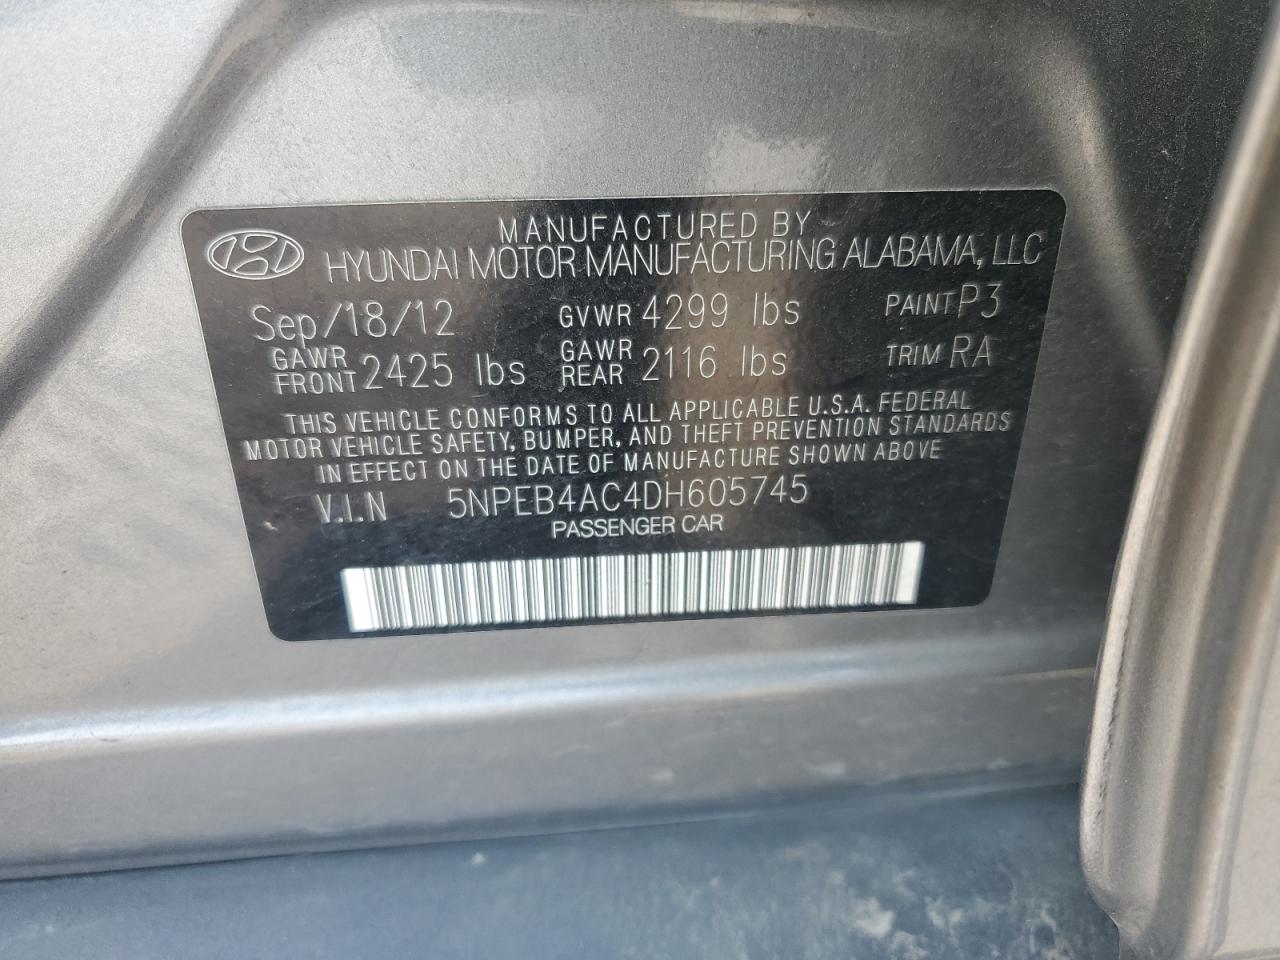 MANUFACTURED BY
HYUNDAI MOTOR MANUFACTURING ALABAMA, LLC
Sep/18/12 GVWR 4299 lbs PAINT P3
GAWR FRONT 2425 lbs GAWR REAR 2116 lbs TRIM RA
THIS VEHICLE CONFORMS TO ALL APPLICABLE U.S.A. FEDERAL
MOTOR VEHICLE SAFETY, BUMPER, AND THEFT PREVENTION STANDARDS
IN EFFECT ON THE DATE OF MANUFACTURE SHOWN ABOVE
V.I.N 5NPEB4AC4DH605745
PASSENGER CAR